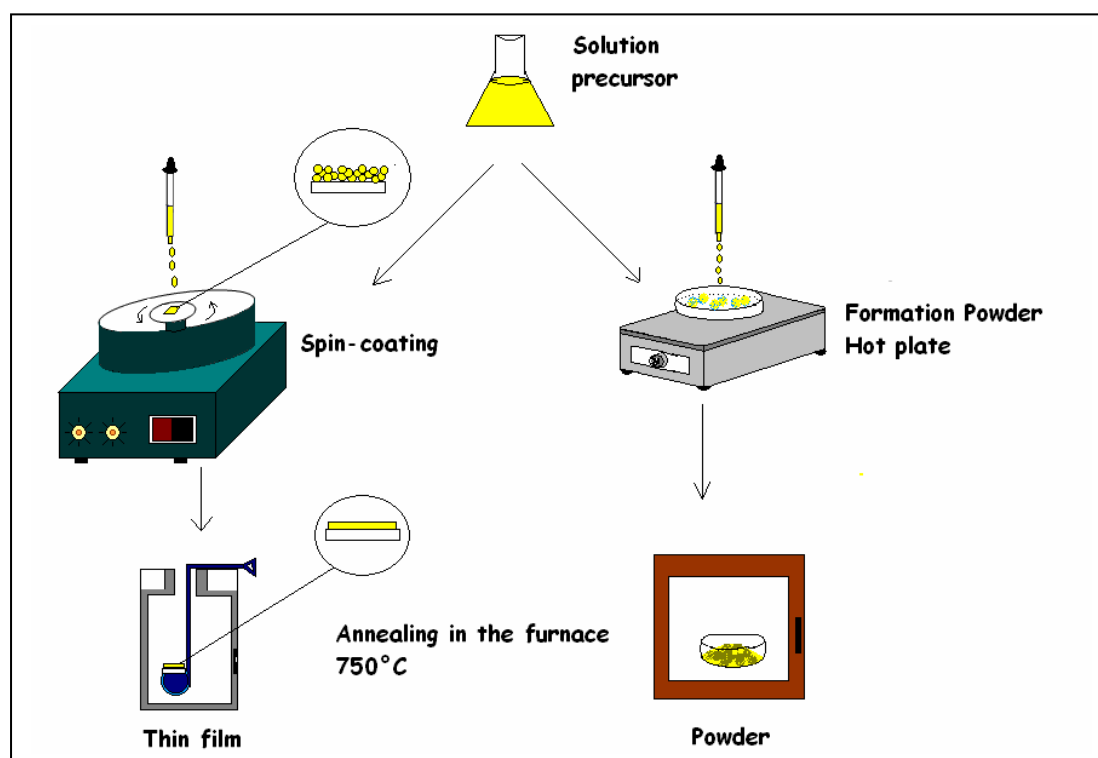 Solution
precursor
Spin-coating
Formation Powder
Hot plate
Annealing in the furnace
750°C
Thin film
Powder